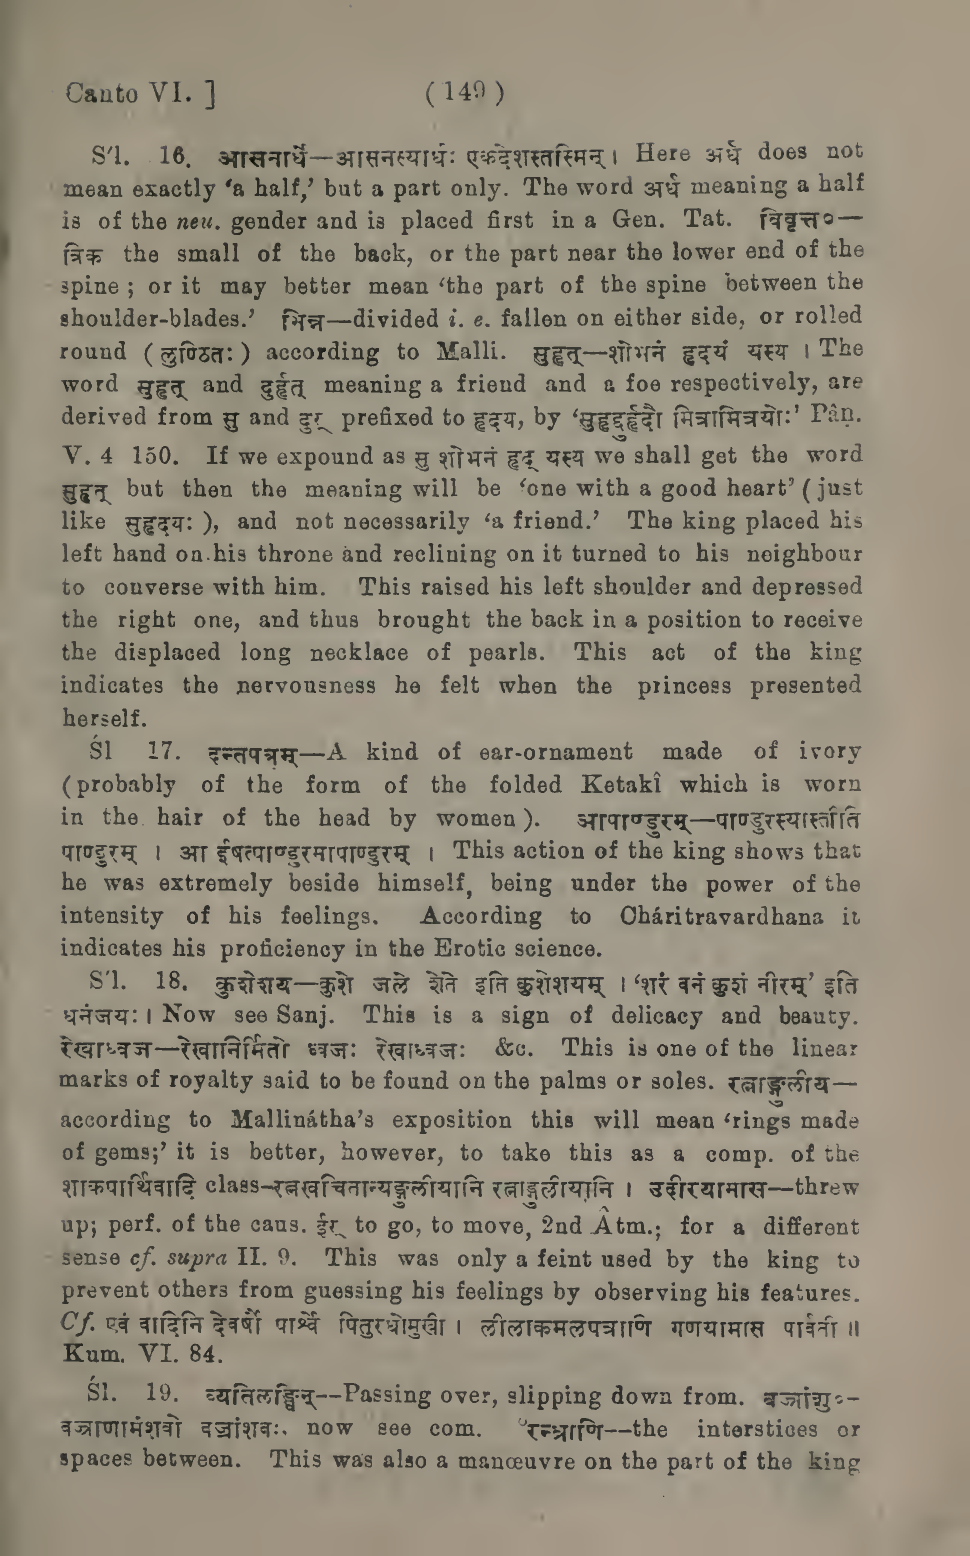 Canto VI. ] ( 149 )
S'l. 16. आसनार्धे—आसनस्यार्धः एकदेशस्तस्मिन् । Here अर्ध does not
mean exactly ‘a half,’ but a part only. The word अर्ध meaning a half
is of the neu. gender and is placed first in a Gen. Tat. विवृत्त०—
त्रिक the small of the back, or the part near the lower end of the
spine ; or it may better mean ‘the part of the spine between the
shoulder-blades.’ भिन्न—divided i. e. fallen on either side, or rolled
round ( लुण्ठितः ) according to Malli. सुहृत्—शोभनं हृदयं यस्य । The
word सुहृत् and दुर्हृत् meaning a friend and a foe respectively, are
derived from सु and दुर् prefixed to हृदय, by ‘सुहृद्दुर्हृदौ मित्रामित्रयोः’ Pâṇ.
V. 4 150. If we expound as सु शोभनं हृद् यस्य we shall get the word
सुहृत् but then the meaning will be ‘one with a good heart’ ( just
like सुहृदयः ), and not necessarily ‘a friend.’ The king placed his
left hand on his throne and reclining on it turned to his neighbour
to converse with him. This raised his left shoulder and depressed
the right one, and thus brought the back in a position to receive
the displaced long necklace of pearls. This act of the king
indicates the nervousness he felt when the princess presented
herself.
Śl 17. दन्तपत्रम्—A kind of ear-ornament made of ivory
( probably of the form of the folded Ketakî which is worn
in the hair of the head by women ). आपाण्डुरम्—पाण्डुरस्यास्तीति
पाण्डुरम् । आ ईषत्पाण्डुरमापाण्डुरम् । This action of the king shows that
he was extremely beside himself, being under the power of the
intensity of his feelings. According to Cháritravardhana it
indicates his proficiency in the Erotic science.
S'l. 18. कुशेशय—कुशे जले शेते इति कुशेशयम् । ‘शरं वनं कुशं नीरम्’ इति
धनंजयः । Now see Sanj. This is a sign of delicacy and beauty.
रेखाध्वज—रेखानिर्मितो ध्वजः रेखाध्वजः &c. This is one of the linear
marks of royalty said to be found on the palms or soles. रत्नाङ्गुलीय—
according to Mallinátha’s exposition this will mean ‘rings made
of gems;’ it is better, however, to take this as a comp. of the
शाकपार्थिवादि class—रत्नखचितान्यङ्गुलीयानि रत्नाङ्गुलीयानि । उदीरयामास—threw
up; perf. of the caus. ईर् to go, to move, 2nd Âtm.; for a different
sense cf. supra II. 9. This was only a feint used by the king to
prevent others from guessing his feelings by observing his features.
Cf. एवं वादिनि देवर्षौ पार्श्वे पितुरधोमुखी । लीलाकमलपत्राणि गणयामास पार्वती ॥
Kum. VI. 84.
Śl. 19. व्यतिलङ्घिन्--Passing over, slipping down from. वज्रांशु०-
वज्राणामंशवो वज्रांशवः. now see com. ॰रन्ध्राणि--the interstices or
spaces between. This was also a manœuvre on the part of the king